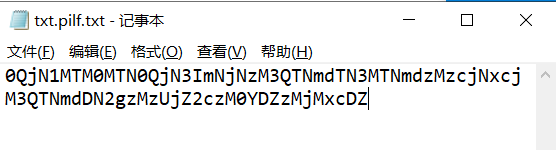 txt.pilf.txt - 记事本
文件(F) 编辑(E) 格式(O) 查看(V) 帮助(H)
0QjN1MTM0MTN0QjN3ImNjNzM3QTNmdTN3MTNmdzMzcjNxcj
M3QTNmdDN2gzMzUjZ2czM0YDZzMjMxcDZ